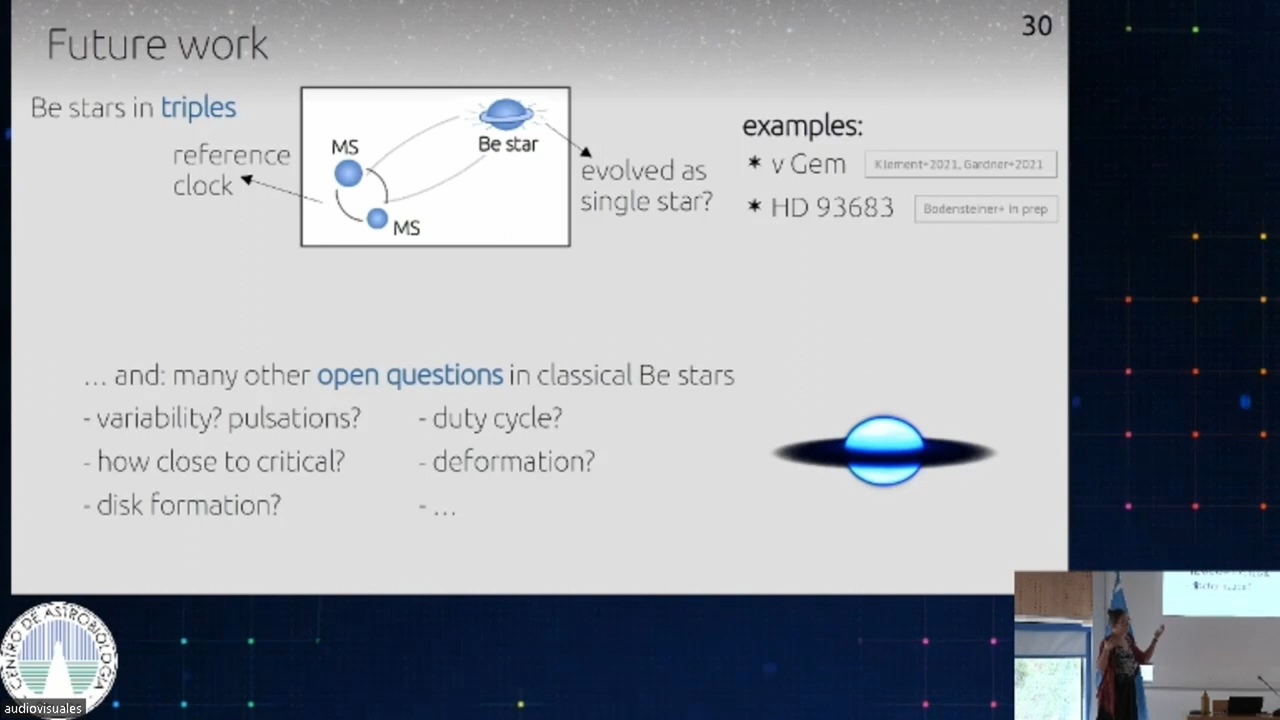 30
Future work
Be stars in triples
MS
Be star
MS
reference
clock
evolved as
single star?
examples:
* ν Gem
Klement+2021, Gardner+2021
* HD 93683
Bodensteiner+ in prep
... and: many other open questions in classical Be stars
- variability? pulsations?
- duty cycle?
- how close to critical?
- deformation?
- disk formation?
- ...
CENTRO DE ASTROBIOLOGÍA
audiovisuales